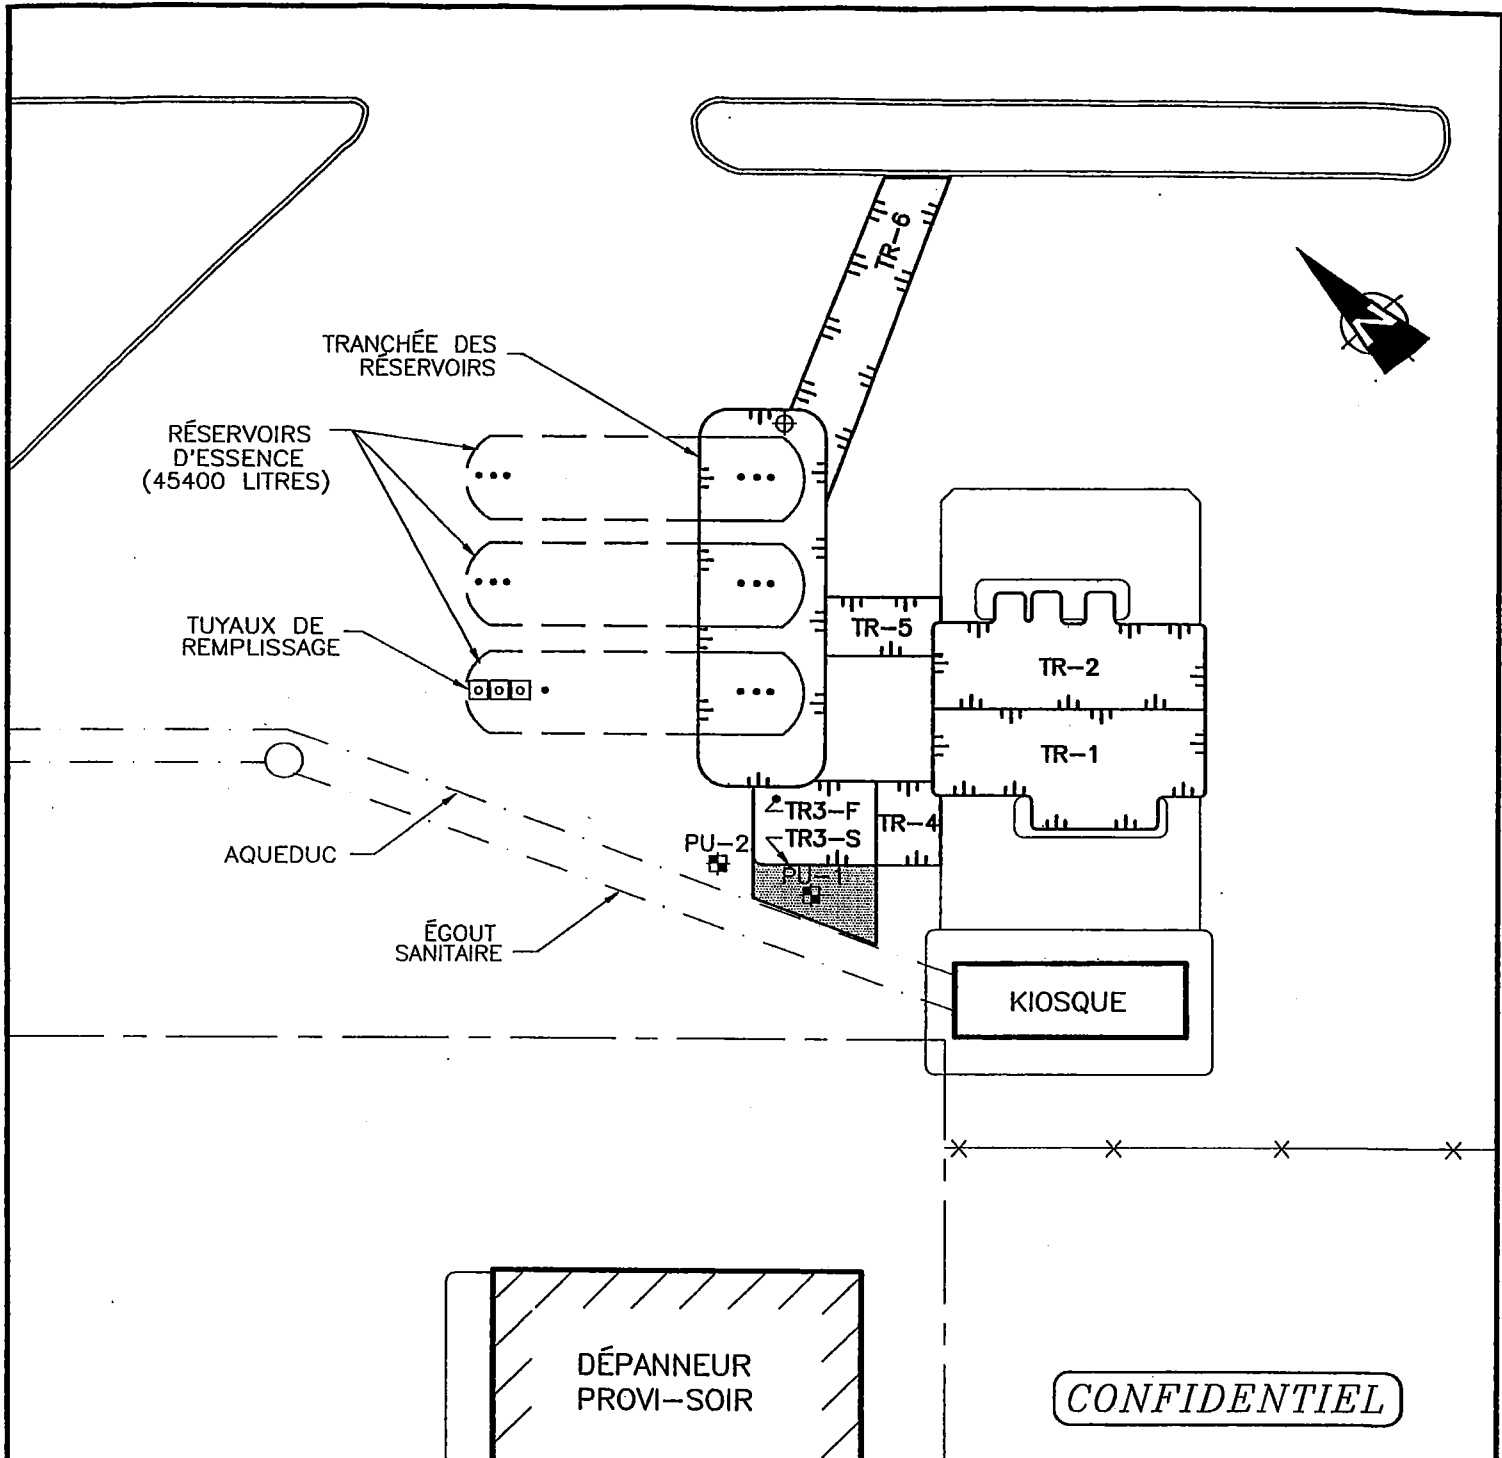 TR-6
N
TRANÇHÉE DES
RÉSERVOIRS
RÉSERVOIRS
D'ESSENCE
(45400 LITRES)
TUYAUX DE
REMPLISSAGE
TR-5
TR-2
TR-1
TR3-F
TR3-S
TR-4
PU-2
PU-1
AQUEDUC
ÉGOUT
SANITAIRE
KIOSQUE
DÉPANNEUR
PROVI-SOIR
CONFIDENTIEL